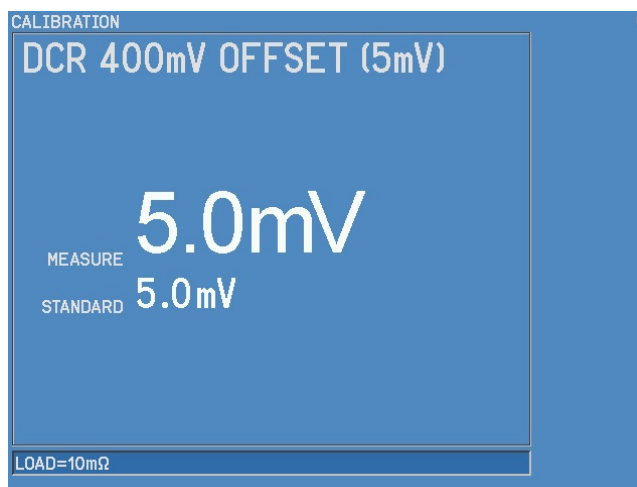 CALIBRATION
DCR 400mV OFFSET (5mV)
MEASURE 5.0mV
STANDARD 5.0mV
LOAD=10mΩ